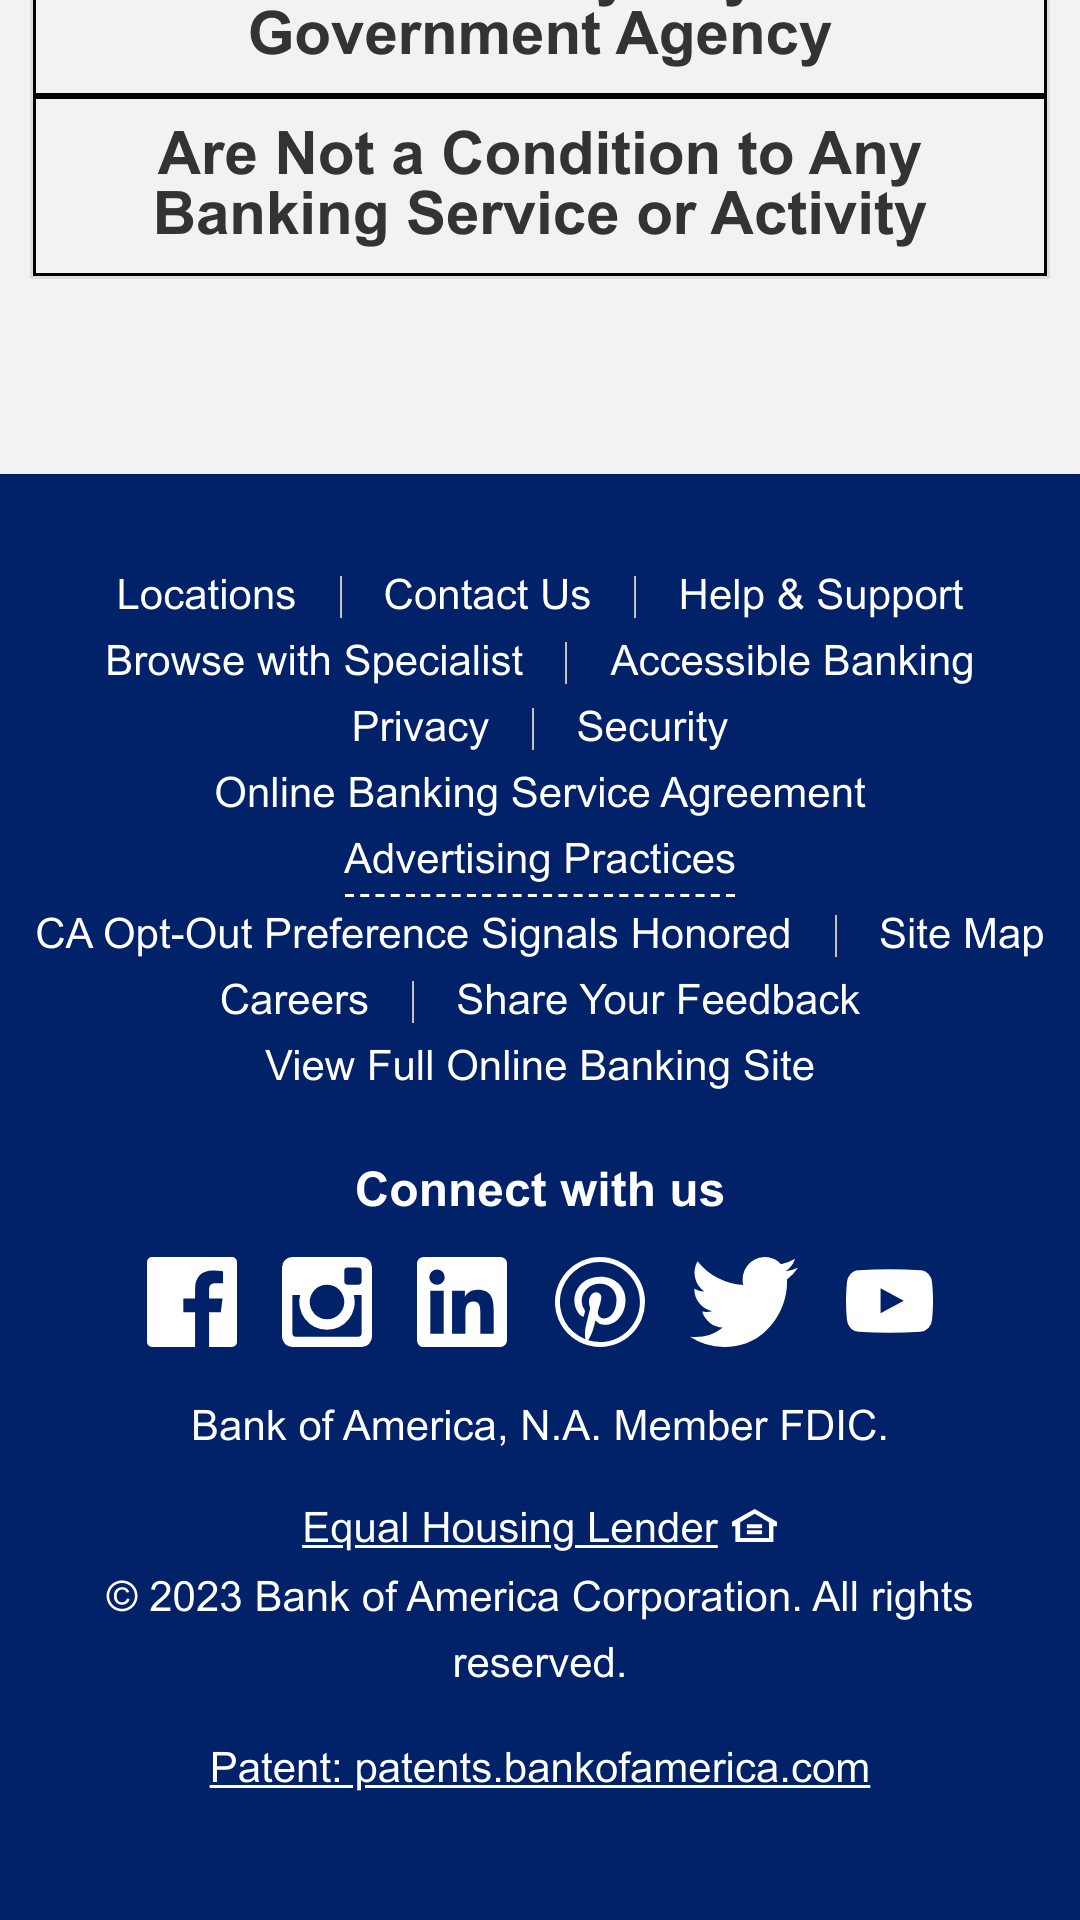 Government Agency
Are Not a Condition to Any
Banking Service or Activity
Locations | Contact Us | Help & Support
Browse with Specialist | Accessible Banking
Privacy | Security
Online Banking Service Agreement
Advertising Practices
CA Opt-Out Preference Signals Honored | Site Map
Careers | Share Your Feedback
View Full Online Banking Site
Connect with us
Bank of America, N.A. Member FDIC.
Equal Housing Lender
© 2023 Bank of America Corporation. All rights
reserved.
Patent: patents.bankofamerica.com